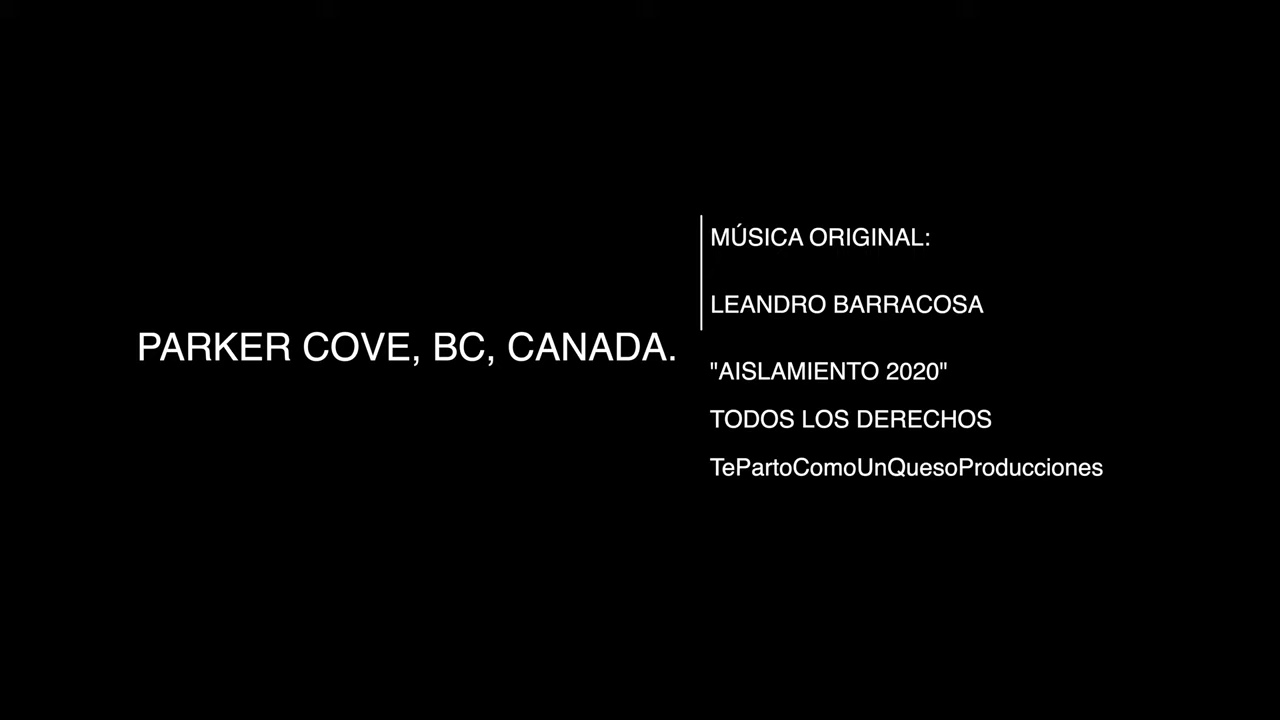 PARKER COVE, BC, CANADA.
MÚSICA ORIGINAL:
LEANDRO BARRACOSA
"AISLAMIENTO 2020"
TODOS LOS DERECHOS
TePartoComoUnQuesoProducciones